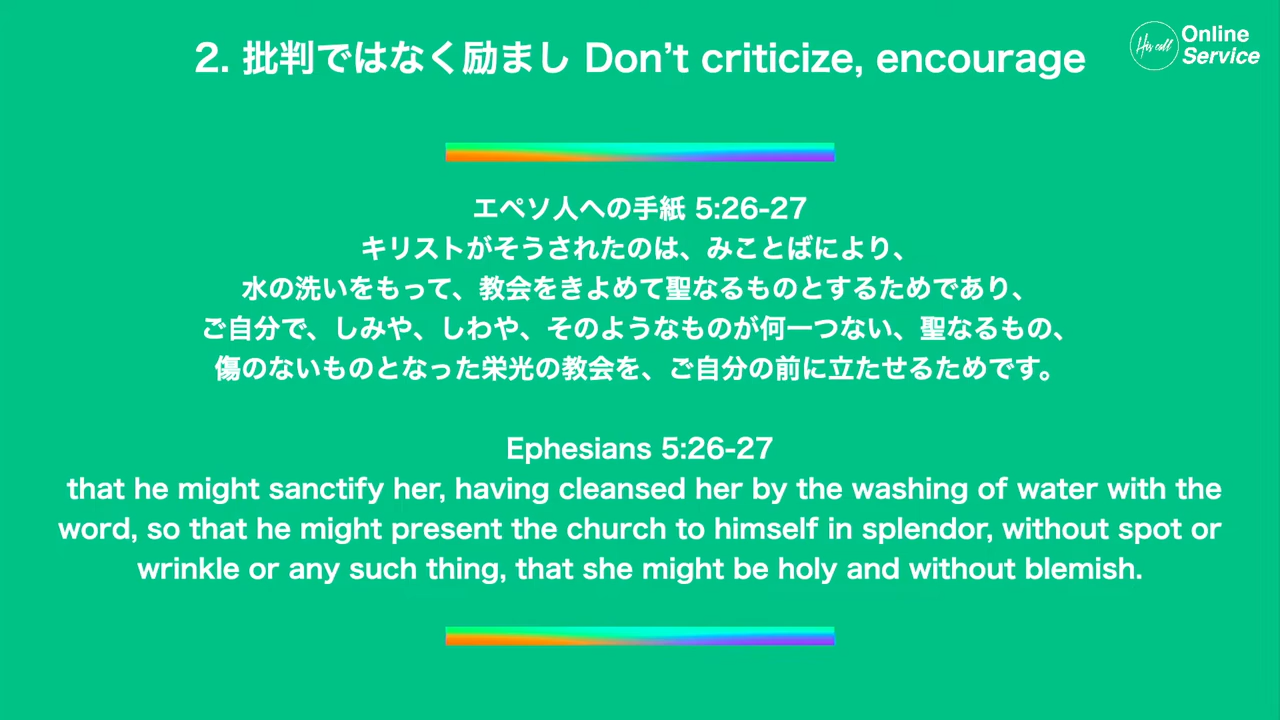 2. 批判ではなく励まし Don’t criticize, encourage
His call
Online
Service
エペソ人への手紙 5:26-27
キリストがそうされたのは、みことばにより、
水の洗いをもって、教会をきよめて聖なるものとするためであり、
ご自分で、しみや、しわや、そのようなものが何一つない、聖なるもの、
傷のないものとなった栄光の教会を、ご自分の前に立たせるためです。
Ephesians 5:26-27
that he might sanctify her, having cleansed her by the washing of water with the
word, so that he might present the church to himself in splendor, without spot or
wrinkle or any such thing, that she might be holy and without blemish.